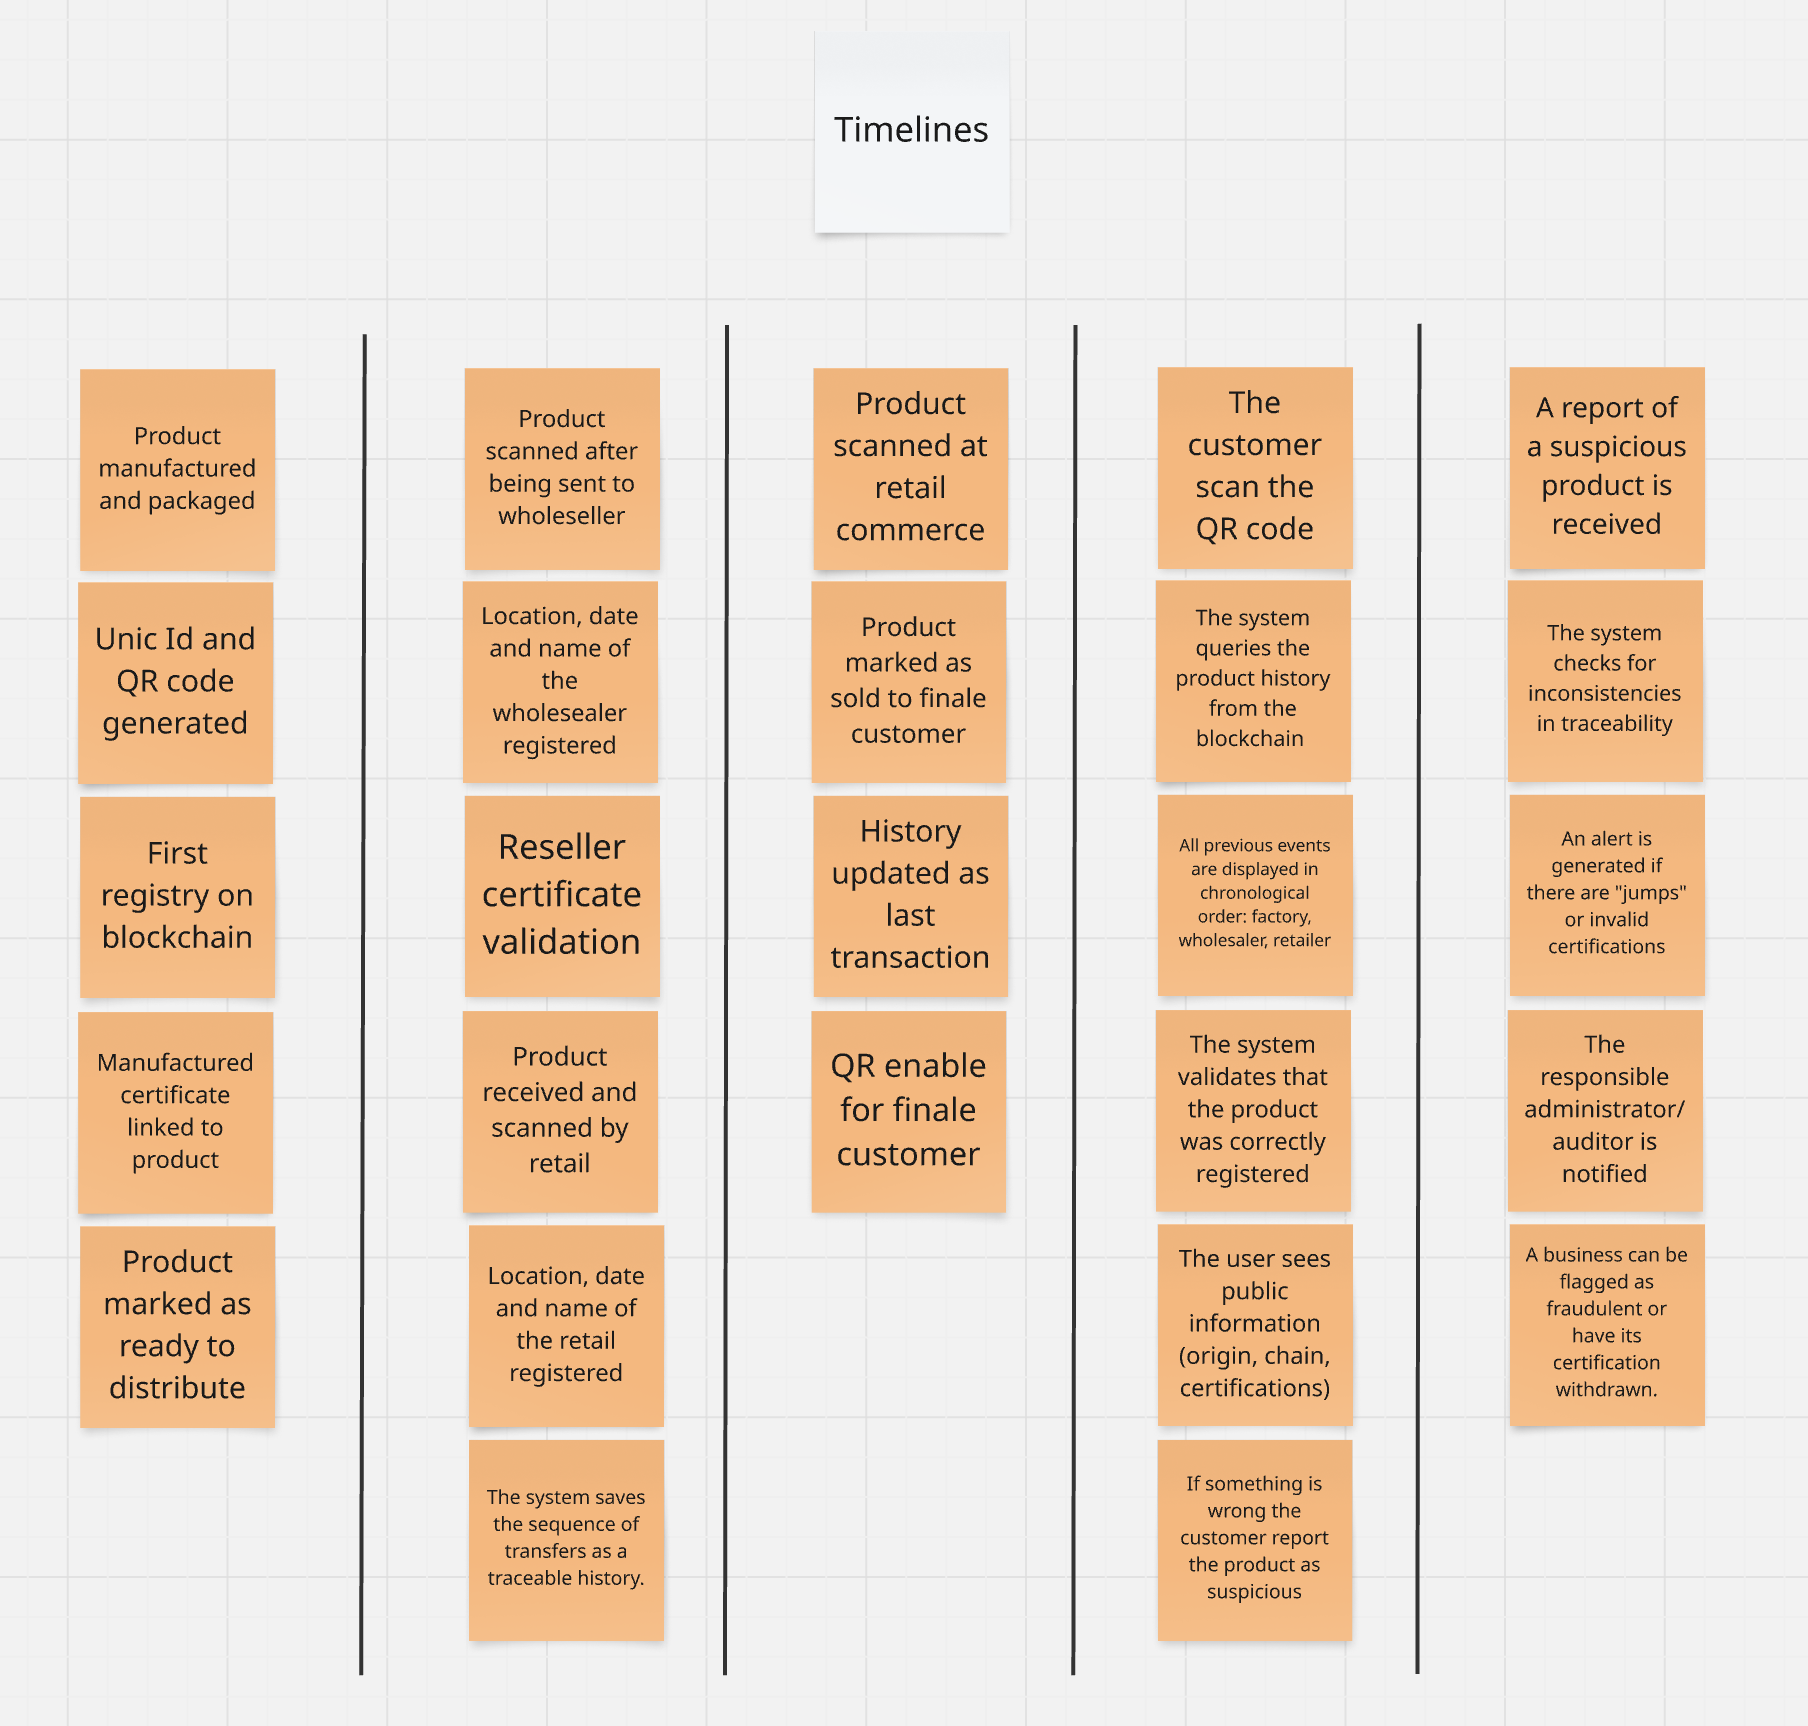 Timelines
Product
manufactured
and packaged
Unic Id and
QR code
generated
First
registry on
blockchain
Manufactured
certificate
linked to
product
Product
marked as
ready to
distribute
Product
scanned after
being sent to
wholeseller
Location, date
and name of
the
wholesealer
registered
Reseller
certificate
validation
Product
received and
scanned by
retail
Location, date
and name of
the retail
registered
The system saves
the sequence of
transfers as a
traceable history.
Product
scanned at
retail
commerce
Product
marked as
sold to finale
customer
History
updated as
last
transaction
QR enable
for finale
customer
The
customer
scan the
QR code
The system
queries the
product history
from the
blockchain
All previous events
are displayed in
chronological
order: factory,
wholesaler, retailer
The system
validates that
the product
was correctly
registered
The user sees
public
information
(origin, chain,
certifications)
If something is
wrong the
customer report
the product as
suspicious
A report of
a suspicious
product is
received
The system
checks for
inconsistencies
in traceability
An alert is
generated if
there are "jumps"
or invalid
certifications
The
responsible
administrator/
auditor is
notified
A business can be
flagged as
fraudulent or
have its
certification
withdrawn.